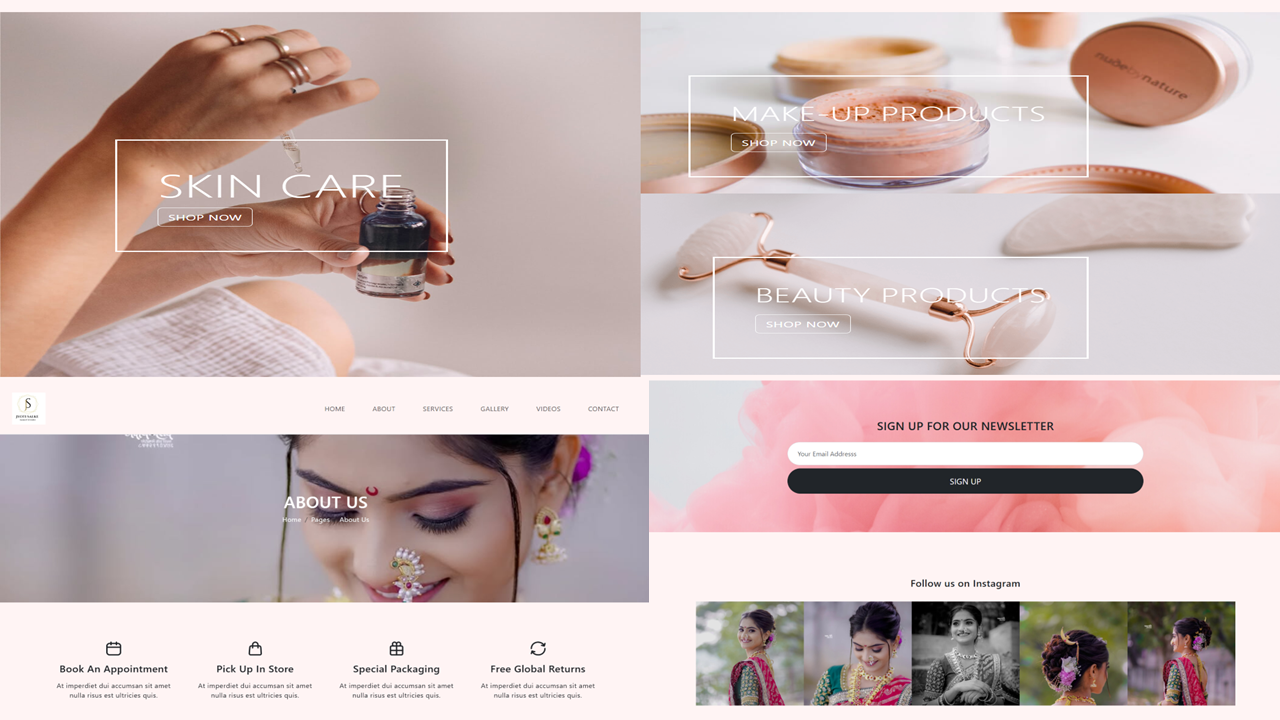 SKIN CARE
SHOP NOW
MAKE-UP PRODUCTS
SHOP NOW
nudebynature
BEAUTY PRODUCTS
SHOP NOW
S
HOME ABOUT SERVICES GALLERY VIDEOS CONTACT
ABOUT US
Home / Pages / About Us
Book An Appointment
At imperdiet dui accumsan sit amet
nulla risus est ultricies quis.
Pick Up In Store
At imperdiet dui accumsan sit amet
nulla risus est ultricies quis.
Special Packaging
At imperdiet dui accumsan sit amet
nulla risus est ultricies quis.
Free Global Returns
At imperdiet dui accumsan sit amet
nulla risus est ultricies quis.
SIGN UP FOR OUR NEWSLETTER
Your Email Addresss
SIGN UP
Follow us on Instagram